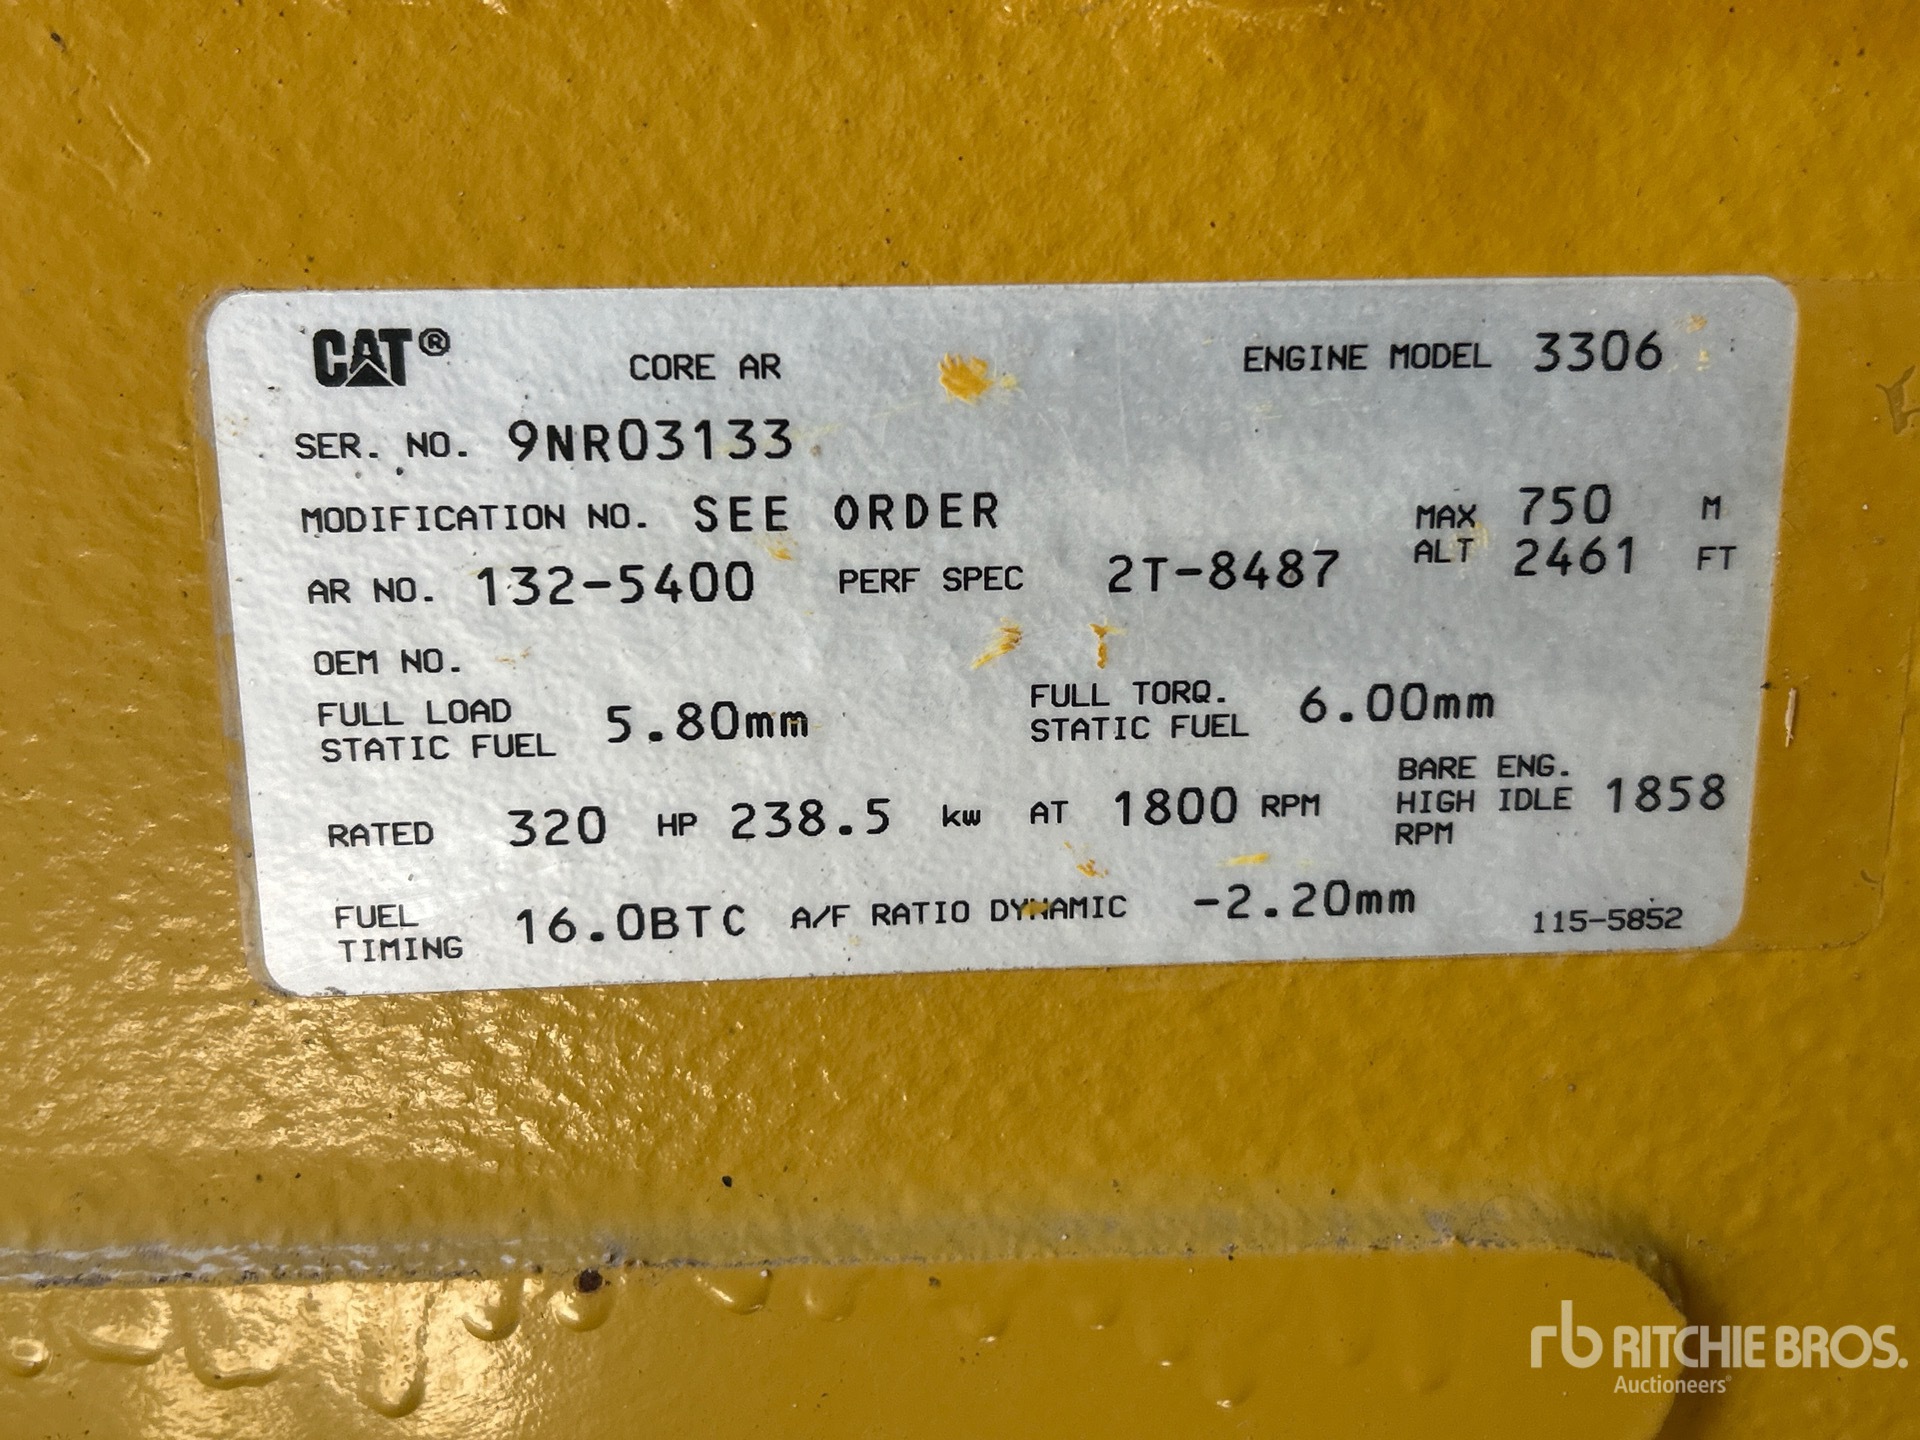 CAT® CORE AR ENGINE MODEL 3306
SER. NO. 9NR03133
MODIFICATION NO. SEE ORDER MAX ALT 750 M 2461 FT
AR NO. 132-5400 PERF SPEC 2T-8487
OEM NO.
FULL LOAD STATIC FUEL 5.80mm FULL TORQ. STATIC FUEL 6.00mm
RATED 320 HP 238.5 kw AT 1800 RPM BARE ENG. HIGH IDLE RPM 1858
FUEL TIMING 16.0BTC A/F RATIO DYNAMIC -2.20mm 115-5852
rb RITCHIE BROS.
Auctioneers